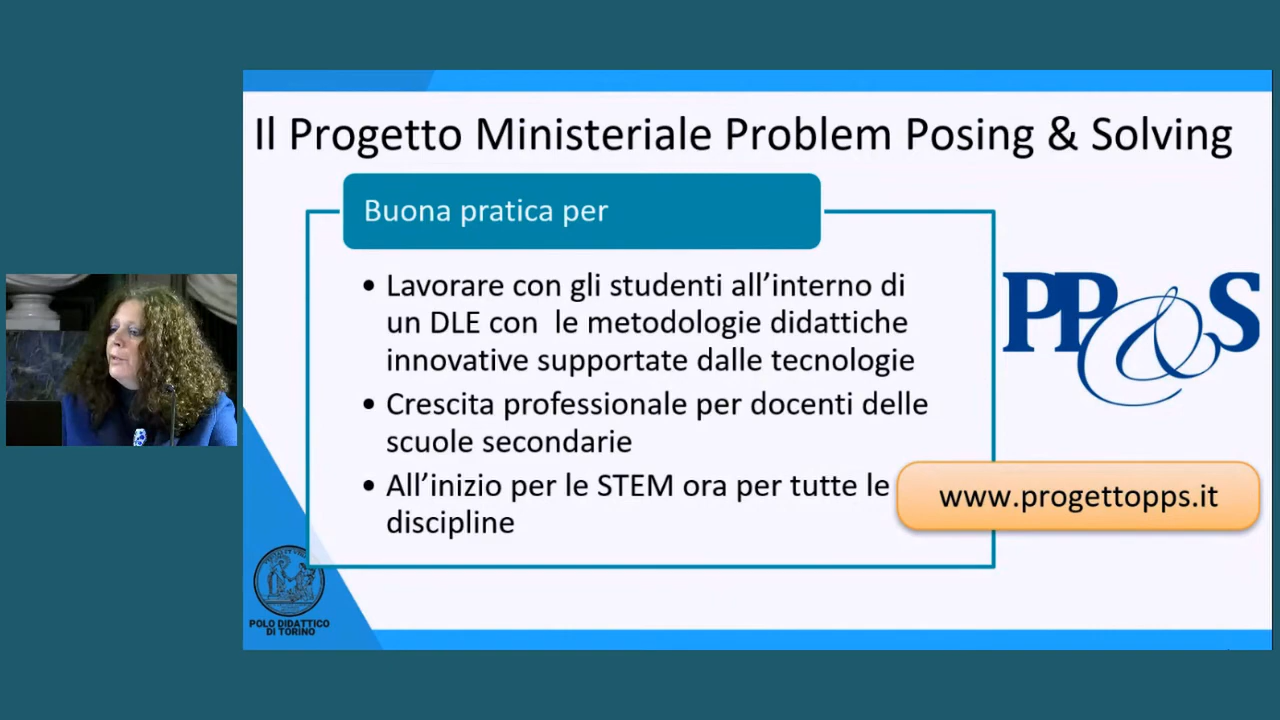 Il Progetto Ministeriale Problem Posing & Solving
Buona pratica per
• Lavorare con gli studenti all’interno di
un DLE con le metodologie didattiche
innovative supportate dalle tecnologie
• Crescita professionale per docenti delle
scuole secondarie
• All’inizio per le STEM ora per tutte le
discipline
PP&S
www.progettopps.it
POLO DIDATTICO
DI TORINO